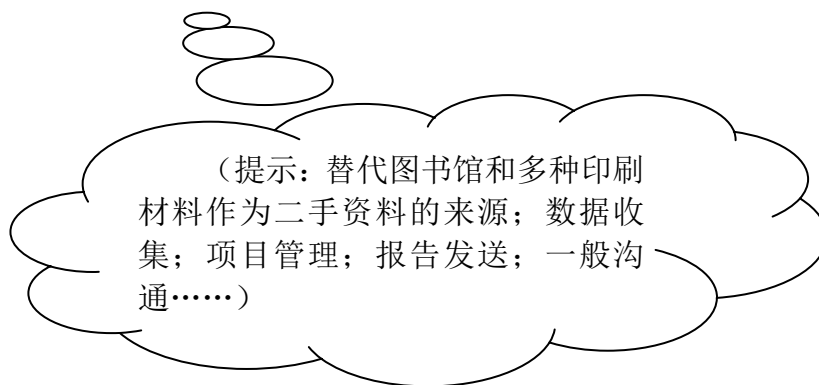 （提示：替代图书馆和多种印刷
材料作为二手资料的来源；数据收
集；项目管理；报告发送；一般沟
通……）